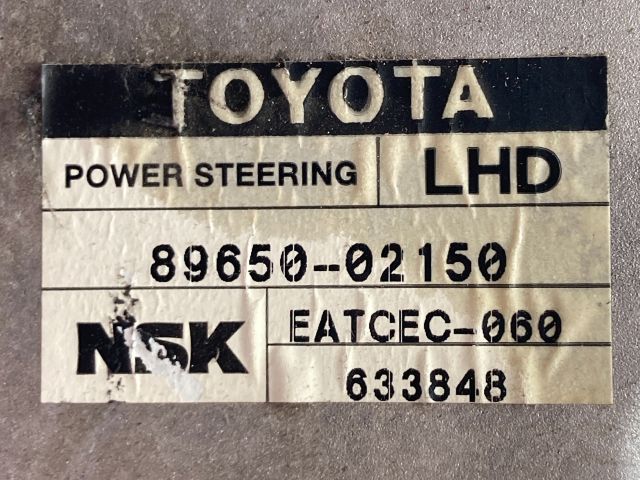 TOYOTA
POWER STEERING
LHD
89650-02150
NSK
EATCEC-060
633848